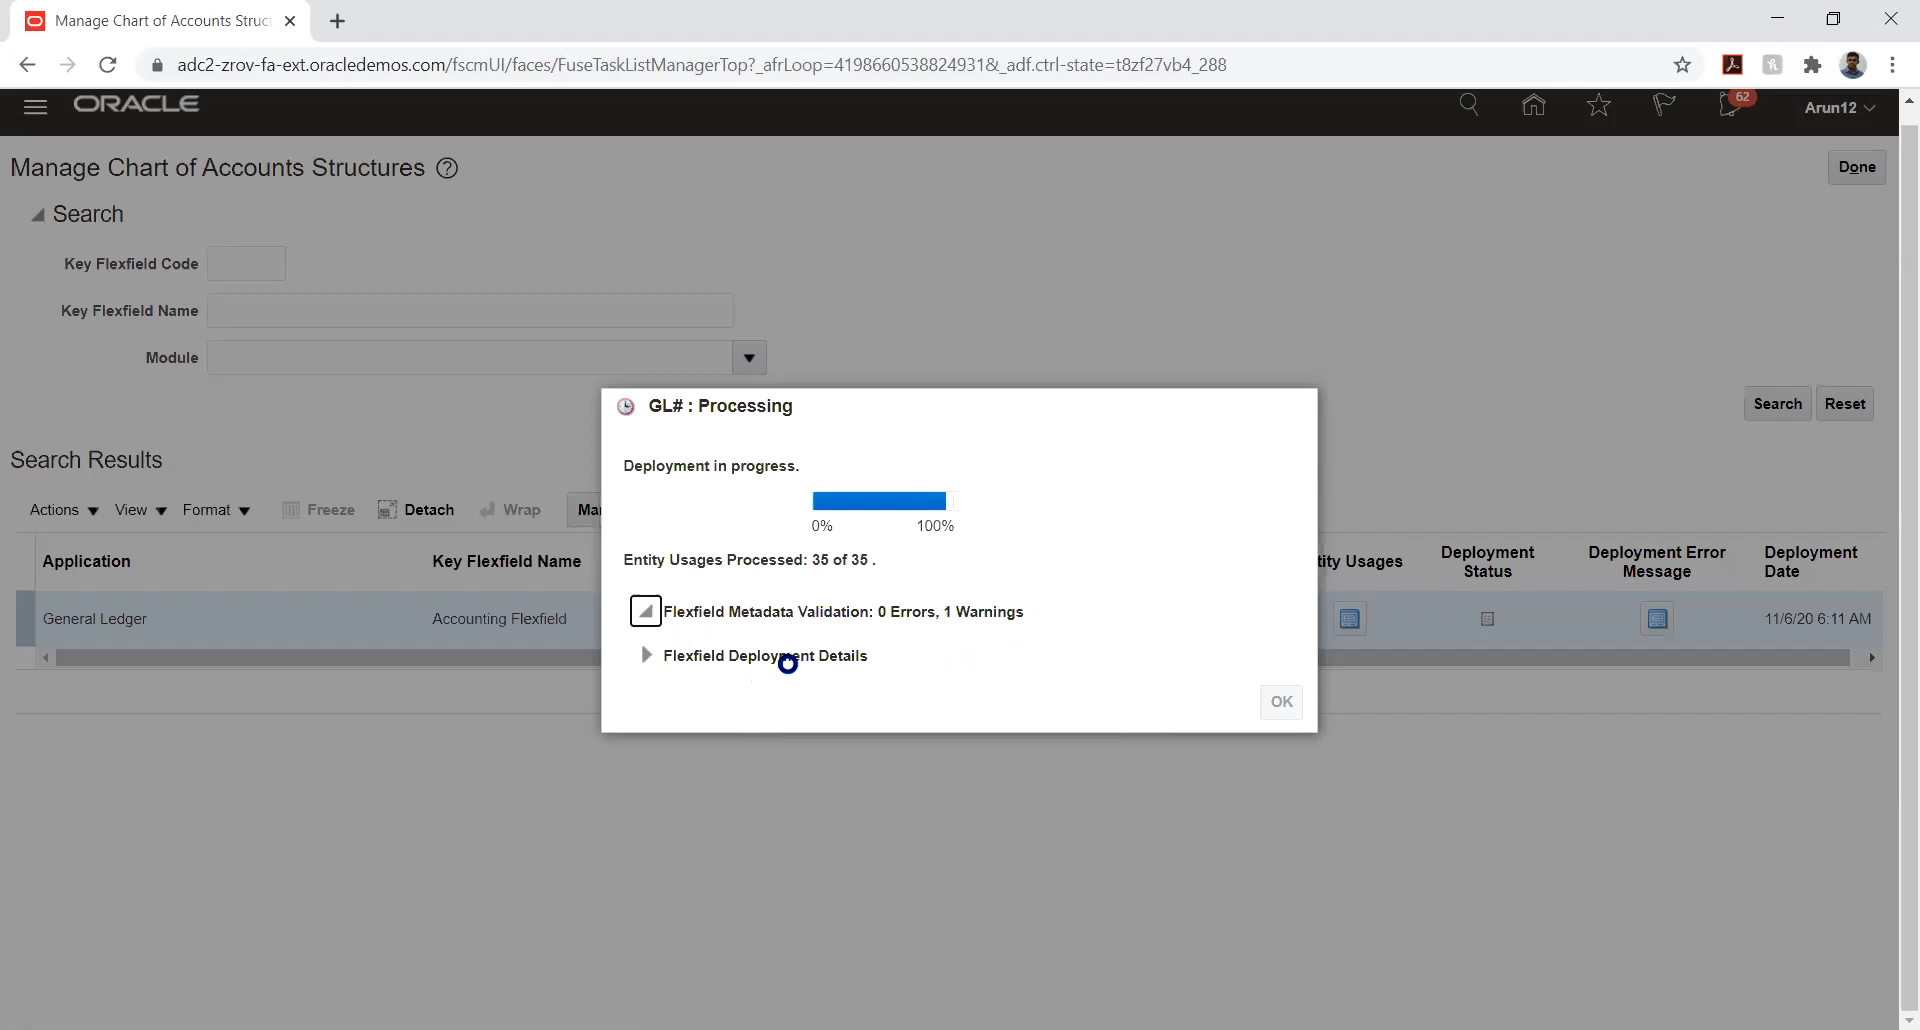 Manage Chart of Accounts Struct
adc2-zrov-fa-ext.oracledemos.com/fscmUI/faces/FuseTaskListManagerTop?_afrLoop=4198660538824931&_adf.ctrl-state=t8zf27vb4_288
ORACLE
62
Arun12
Manage Chart of Accounts Structures
Done
Search
Key Flexfield Code
Key Flexfield Name
Module
Search Reset
Search Results
Actions View Format Freeze Detach Wrap Mar
Application Key Flexfield Name tity Usages Deployment Status Deployment Error Message Deployment Date
General Ledger Accounting Flexfield 11/6/20 6:11 AM
GL# : Processing
Deployment in progress.
0% 100%
Entity Usages Processed: 35 of 35 .
Flexfield Metadata Validation: 0 Errors, 1 Warnings
Flexfield Deployment Details
OK